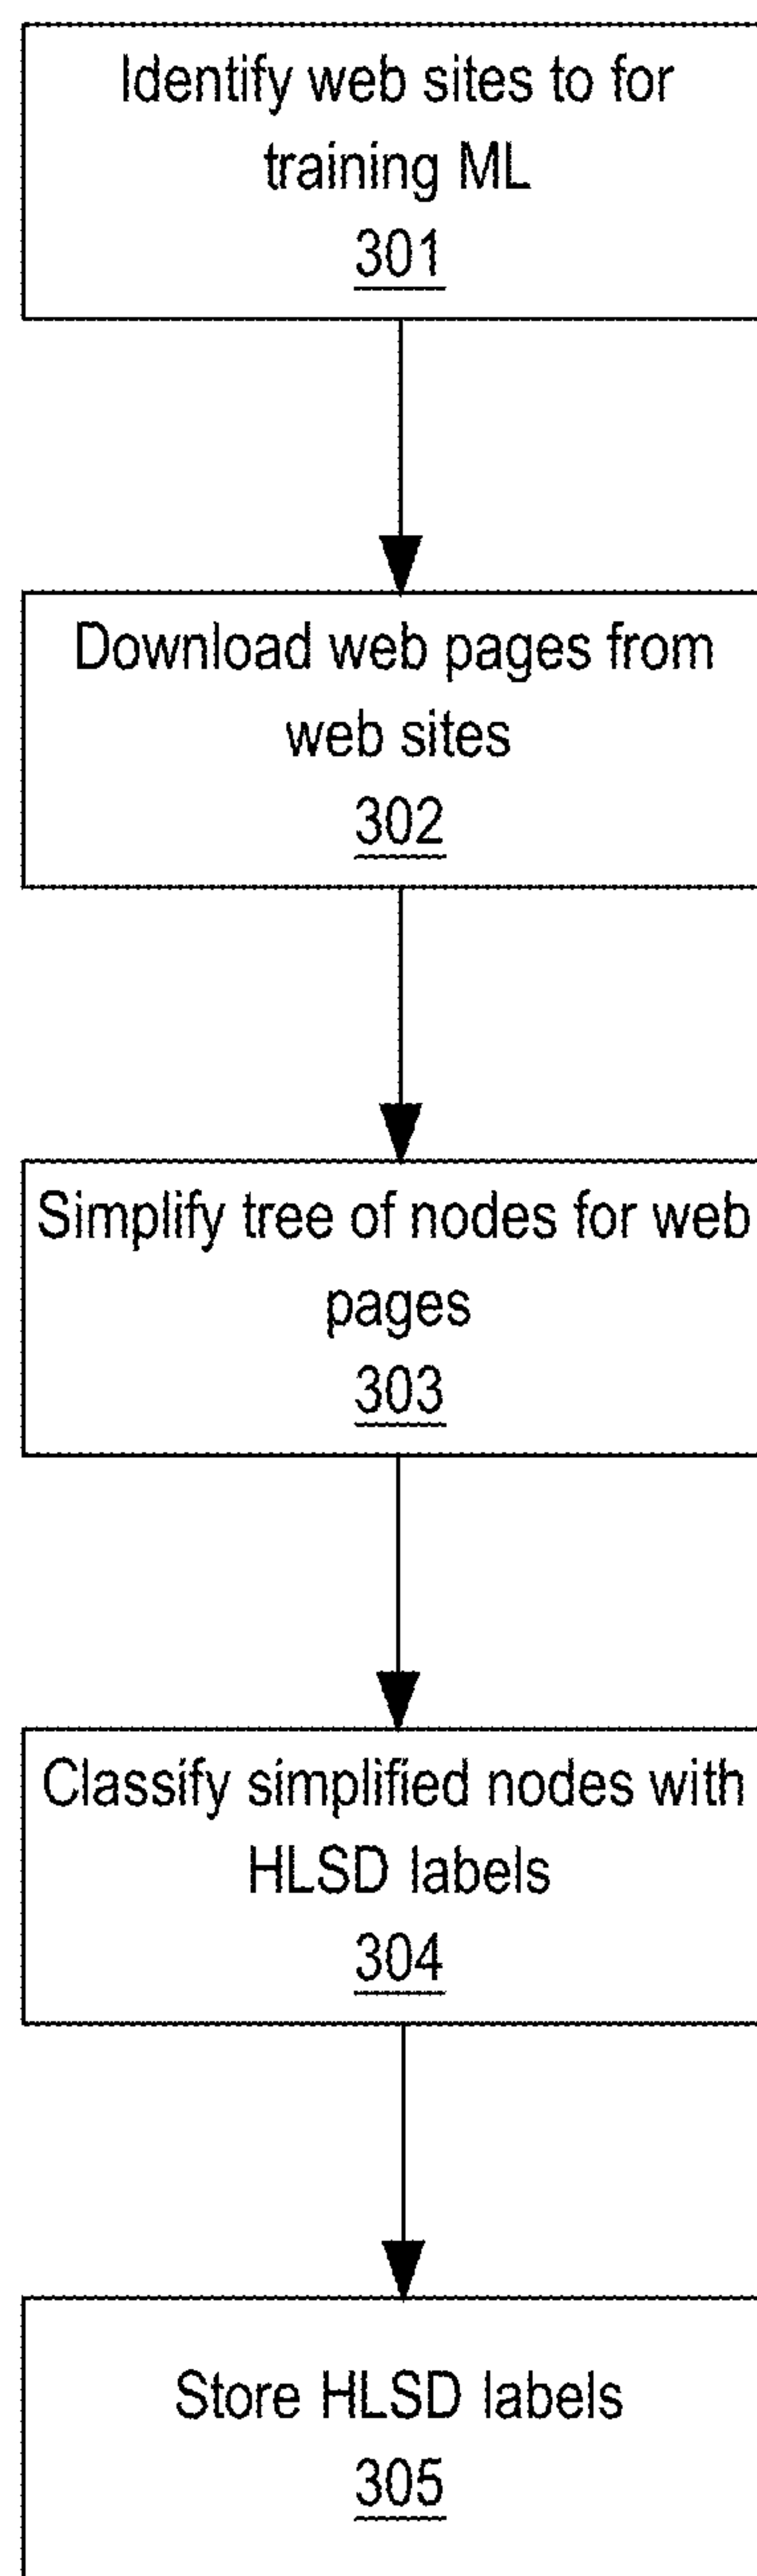 Identify web sites to for
training ML
301
Download web pages from
web sites
302
Simplify tree of nodes for web
pages
303
Classify simplified nodes with
HLSD labels
304
Store HLSD labels
305